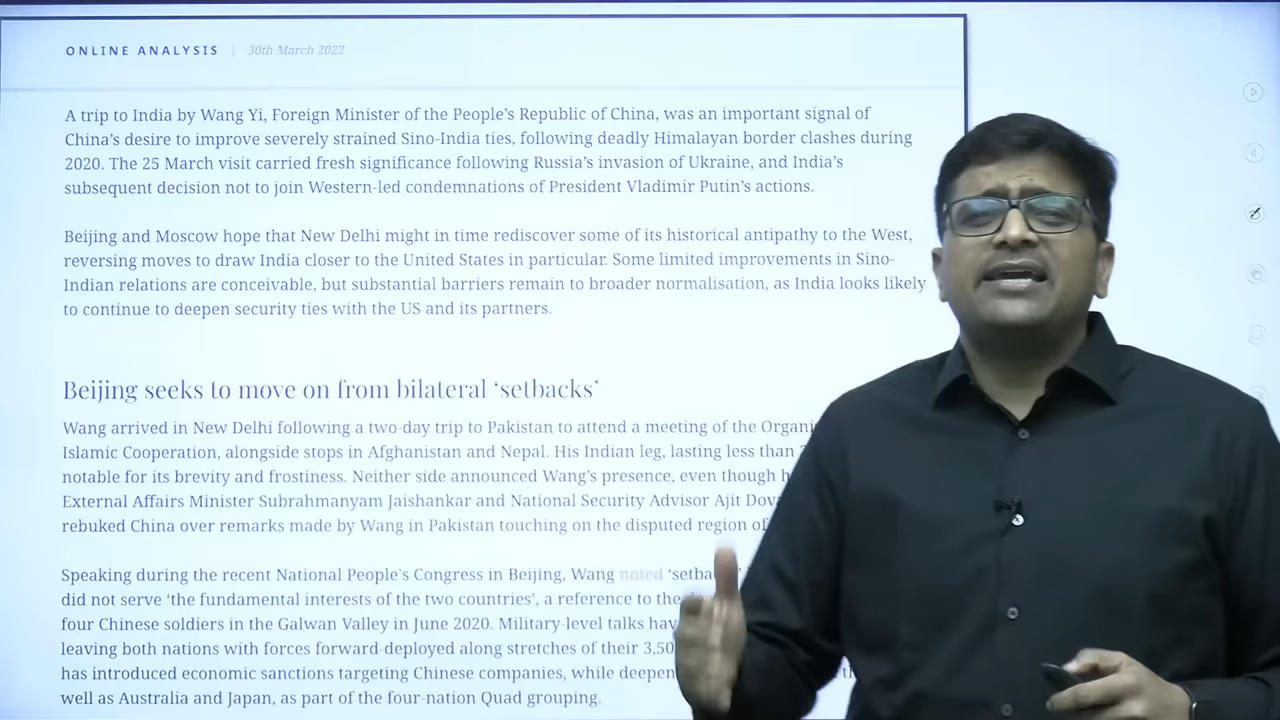 ONLINE ANALYSIS | 30th March 2022
A trip to India by Wang Yi, Foreign Minister of the People's Republic of China, was an important signal of
China's desire to improve severely strained Sino-India ties, following deadly Himalayan border clashes during
2020. The 25 March visit carried fresh significance following Russia's invasion of Ukraine, and India's
subsequent decision not to join Western-led condemnations of President Vladimir Putin's actions.
Beijing and Moscow hope that New Delhi might in time rediscover some of its historical antipathy to the West,
reversing moves to draw India closer to the United States in particular. Some limited improvements in Sino-
Indian relations are conceivable, but substantial barriers remain to broader normalisation, as India looks likely
to continue to deepen security ties with the US and its partners.
Beijing seeks to move on from bilateral ‘setbacks’
Wang arrived in New Delhi following a two-day trip to Pakistan to attend a meeting of the
Islamic Cooperation, alongside stops in Afghanistan and Nepal. His Indian leg, lasting less than
notable for its brevity and frostiness. Neither side announced Wang's presence, even though
External Affairs Minister Subrahmanyam Jaishankar and National Security Advisor Ajit
rebuked China over remarks made by Wang in Pakistan touching on the disputed region of
Speaking during the recent National People's Congress in Beijing, Wang noted
did not serve ‘the fundamental interests of the two countries’, a reference to the
four Chinese soldiers in the Galwan Valley in June 2020. Military-level talks
leaving both nations with forces forward-deployed along stretches of their
has introduced economic sanctions targeting Chinese companies, while
well as Australia and Japan, as part of the four-nation Quad grouping.